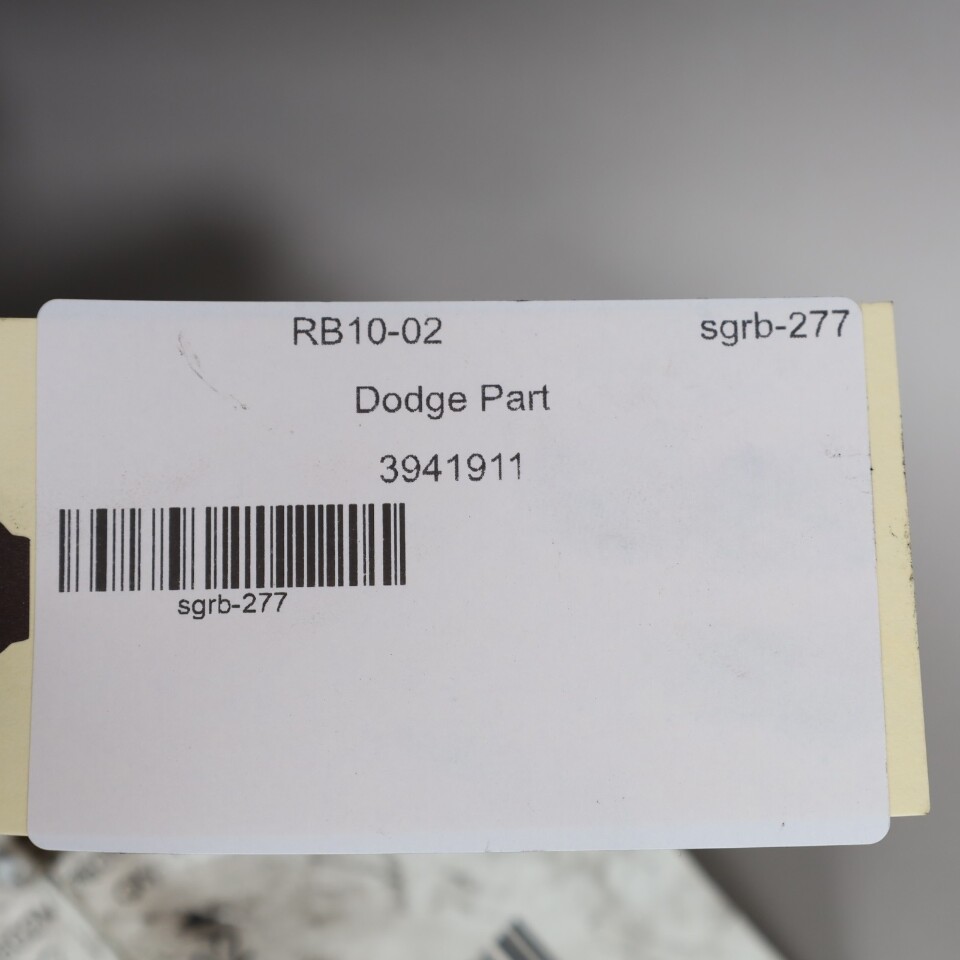 RB10-02 sgrb-277
Dodge Part
3941911
sgrb-277